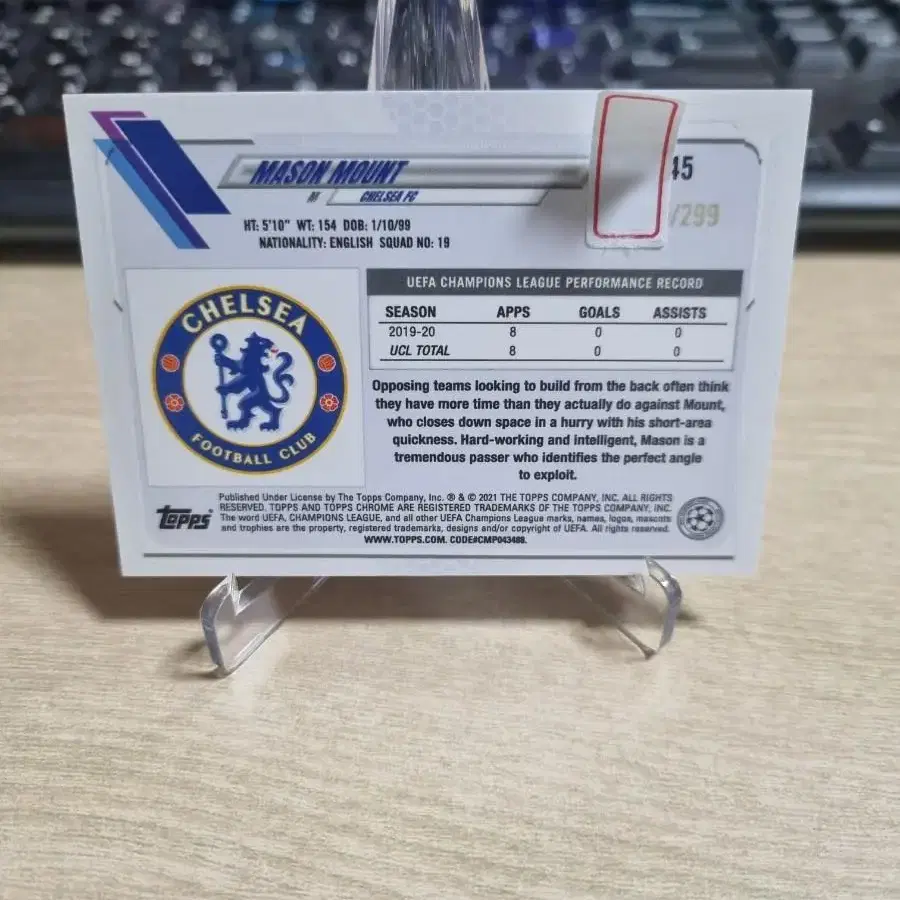 MASON MOUNT
M CHELSEA FC
45
/299
HT: 5'10" WT: 154 DOB: 1/10/99
NATIONALITY: ENGLISH SQUAD NO: 19
CHELSEA
FOOTBALL CLUB
UEFA CHAMPIONS LEAGUE PERFORMANCE RECORD
SEASON APPS GOALS ASSISTS
2019-20 8 0 0
UCL TOTAL 8 0 0
Opposing teams looking to build from the back often think
they have more time than they actually do against Mount,
who closes down space in a hurry with his short-area
quickness. Hard-working and intelligent, Mason is a
tremendous passer who identifies the perfect angle
to exploit.
topps
Published Under License by The Topps Company, Inc. ® & © 2021 THE TOPPS COMPANY, INC. ALL RIGHTS
RESERVED. TOPPS AND TOPPS CHROME ARE REGISTERED TRADEMARKS OF THE TOPPS COMPANY, INC.
The word UEFA, CHAMPIONS LEAGUE, and all other UEFA Champions League marks, names, logos, mascots
and trophies are the property, registered trademarks, designs and/or copyright of UEFA. All rights reserved.
WWW.TOPPS.COM. CODE#CMP043488.